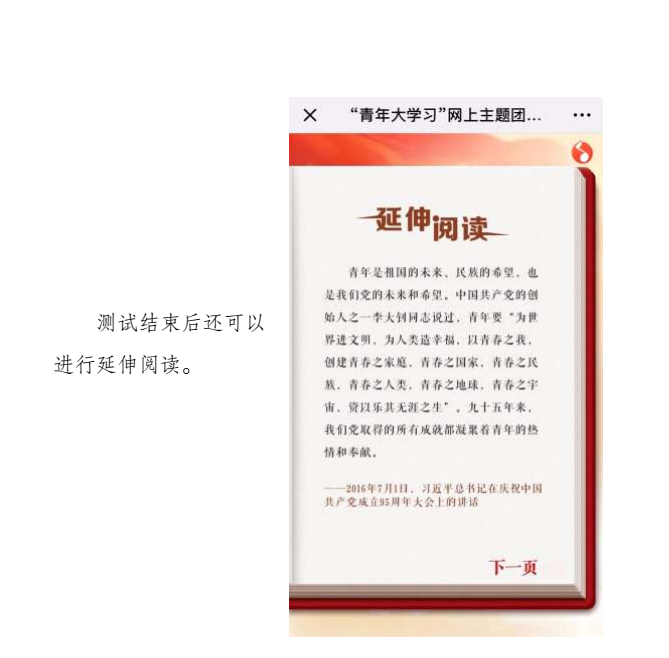 “青年大学习”网上主题团...
延伸阅读
青年是祖国的未来、民族的希望，也
是我们党的未来和希望。中国共产党的创
始人之一李大钊同志说过，青年要“为世
界进文明，为人类造幸福，以青春之我，
创建青春之家庭，青春之国家，青春之民
族，青春之人类，青春之地球，青春之宇
宙，资以乐其无涯之生”。九十五年来，
我们党取得的所有成就都凝聚着青年的热
情和奉献。
——2016年7月1日，习近平总书记在庆祝中国
共产党成立95周年大会上的讲话
下一页
测试结束后还可以
进行延伸阅读。